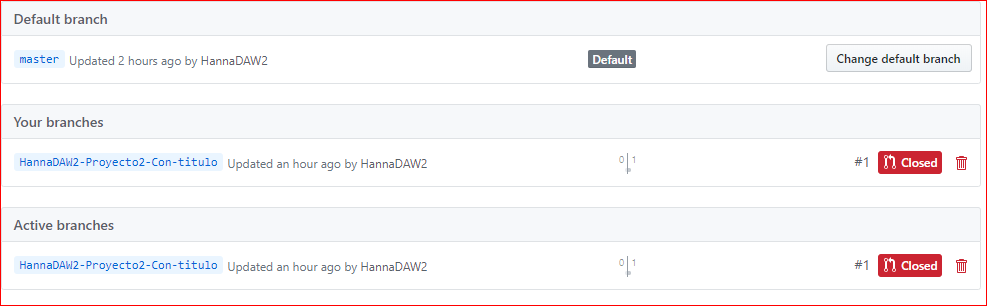 Default branch
master Updated 2 hours ago by HannaDAW2 Default Change default branch
Your branches
HannaDAW2-Proyecto2-Con-titulo Updated an hour ago by HannaDAW2 0 1 #1 Closed
Active branches
HannaDAW2-Proyecto2-Con-titulo Updated an hour ago by HannaDAW2 0 1 #1 Closed